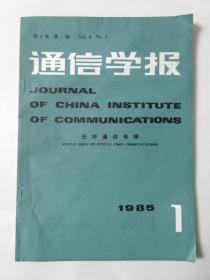 第6卷 第1期 Vol.6 No.1
通信学报
JOURNAL
OF CHINA INSTITUTE
OF COMMUNICATIONS
光纤通信专辑
SPECIAL ISSUE ON OPTICAL FIBER COMMUNICATIONS
1985 1